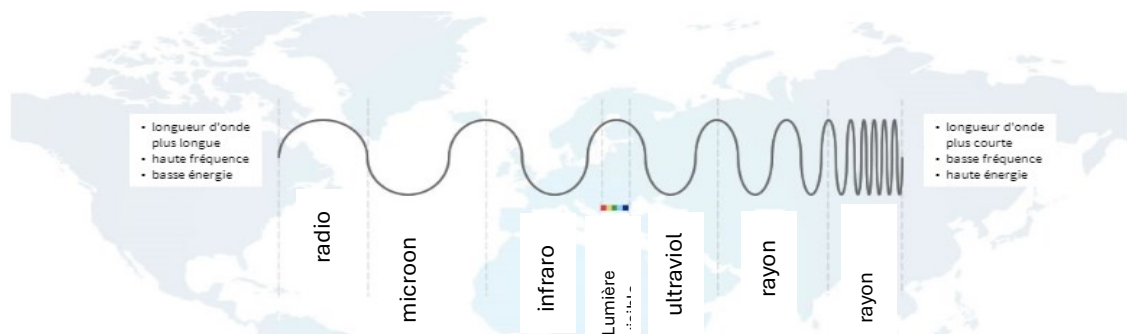 longueur d'onde
plus longue
haute fréquence
basse énergie
radio
microon
infraro
Lumière
ultraviol
rayon
rayon
longueur d'onde
plus courte
basse fréquence
haute énergie